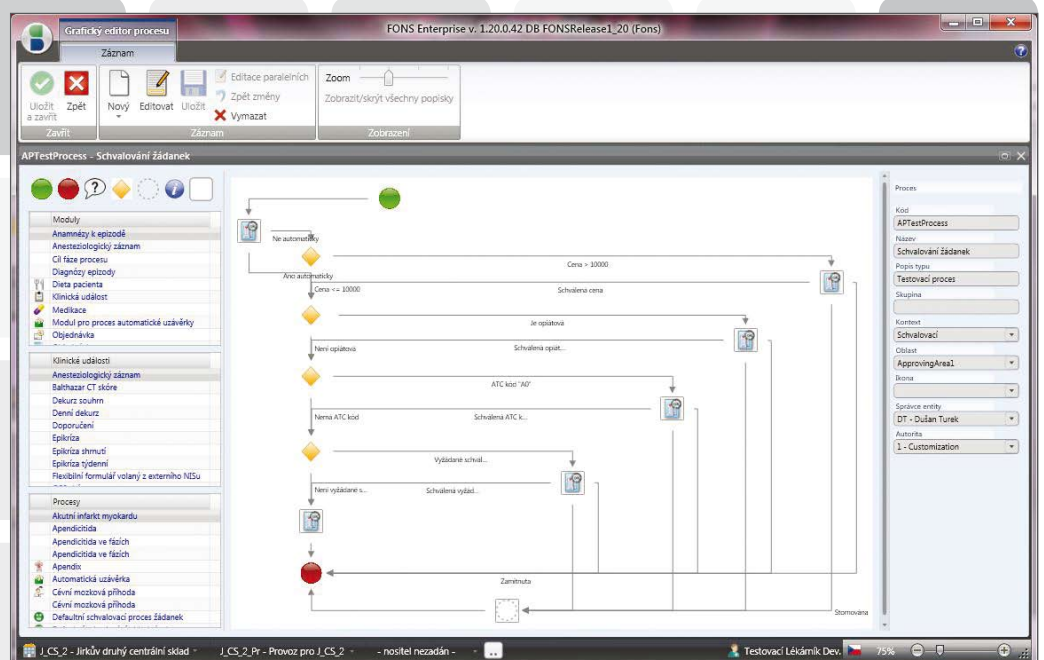 Grafický editor procesu
FONS Enterprise v. 1.20.0.42 DB FONSRelease1_20 (Fons)
Záznam
Uložit a zavřít
Zpět
Nový
Editovat
Uložit
Editace paralelních
Zpět změny
Vymazat
Zoom
Zobrazit/skrýt všechny popisky
Zavřít
Záznam
Zobrazení
APTestProcess - Schvalování žádanek
Moduly
Anamnézy k epizodě
Anesteziologický záznam
Cíl fáze procesu
Diagnózy epizody
Dieta pacienta
Klinická událost
Medikace
Modul pro proces automatické uzávěrky
Objednávka
Klinické události
Anesteziologický záznam
Balthazar CT skóre
Dekurz souhrn
Denní dekurz
Doporučení
Epikríza
Epikríza shrnutí
Epikríza týdenní
Flexibilní formulář volaný z externího NISu
Procesy
Akutní infarkt myokardu
Apendicitida
Apendicitida ve fázích
Apendicitida ve fázích
Apendix
Automatická uzávěrka
Cévní mozková příhoda
Cévní mozková příhoda
Defaultní schvalovací proces žádanek
Ne automaticky
Cena > 10000
Ano automaticky
Cena <= 10000
Schválena cena
Je opiátová
Není opiátová
Schválena opiát...
ATC kód "A0"
Nemá ATC kód
Schválena ATC k...
Vyžádané schvál...
Není vyžádané s...
Schválena vyžád...
Zamítnuta
Stornována
Proces
Kód
APTestProcess
Název
Schvalování žádanek
Popis typu
Testovací proces
Skupina
Kontext
Schvalovací
Oblast
ApprovingArea1
Ikona
Správce entity
DT - Dušan Turek
Autorita
1 - Customization
J_CS_2 - Jirkův druhý centrální sklad
J_CS_2_Pr - Provoz pro J_CS_2
- nositel nezadán -
Testovací Lékárník Dev.
75%